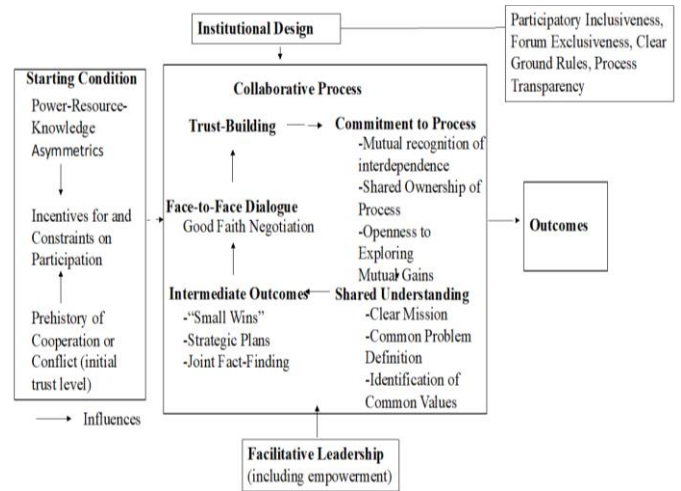 Institutional Design
Participatory Inclusiveness,
Forum Exclusiveness, Clear
Ground Rules, Process
Transparency
Starting Condition
Power-Resource-
Knowledge
Asymmetrics
Incentives for and
Constraints on
Participation
Prehistory of
Cooperation or
Conflict (initial
trust level)
Influences
Collaborative Process
Trust-Building
Commitment to Process
-Mutual recognition of
interdependence
-Shared Ownership of
Process
-Openness to
Exploring
Mutual Gains
Face-to-Face Dialogue
Good Faith Negotiation
Intermediate Outcomes
-“Small Wins”
-Strategic Plans
-Joint Fact-Finding
Shared Understanding
-Clear Mission
-Common Problem
Definition
-Identification of
Common Values
Outcomes
Facilitative Leadership
(including empowerment)